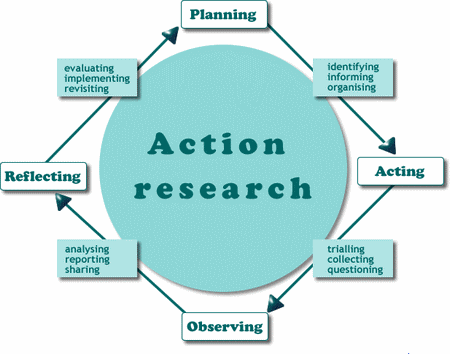 Planning
evaluating
implementing
revisiting
identifying
informing
organising
Action
research
Reflecting
Acting
analysing
reporting
sharing
trialling
collecting
questioning
Observing